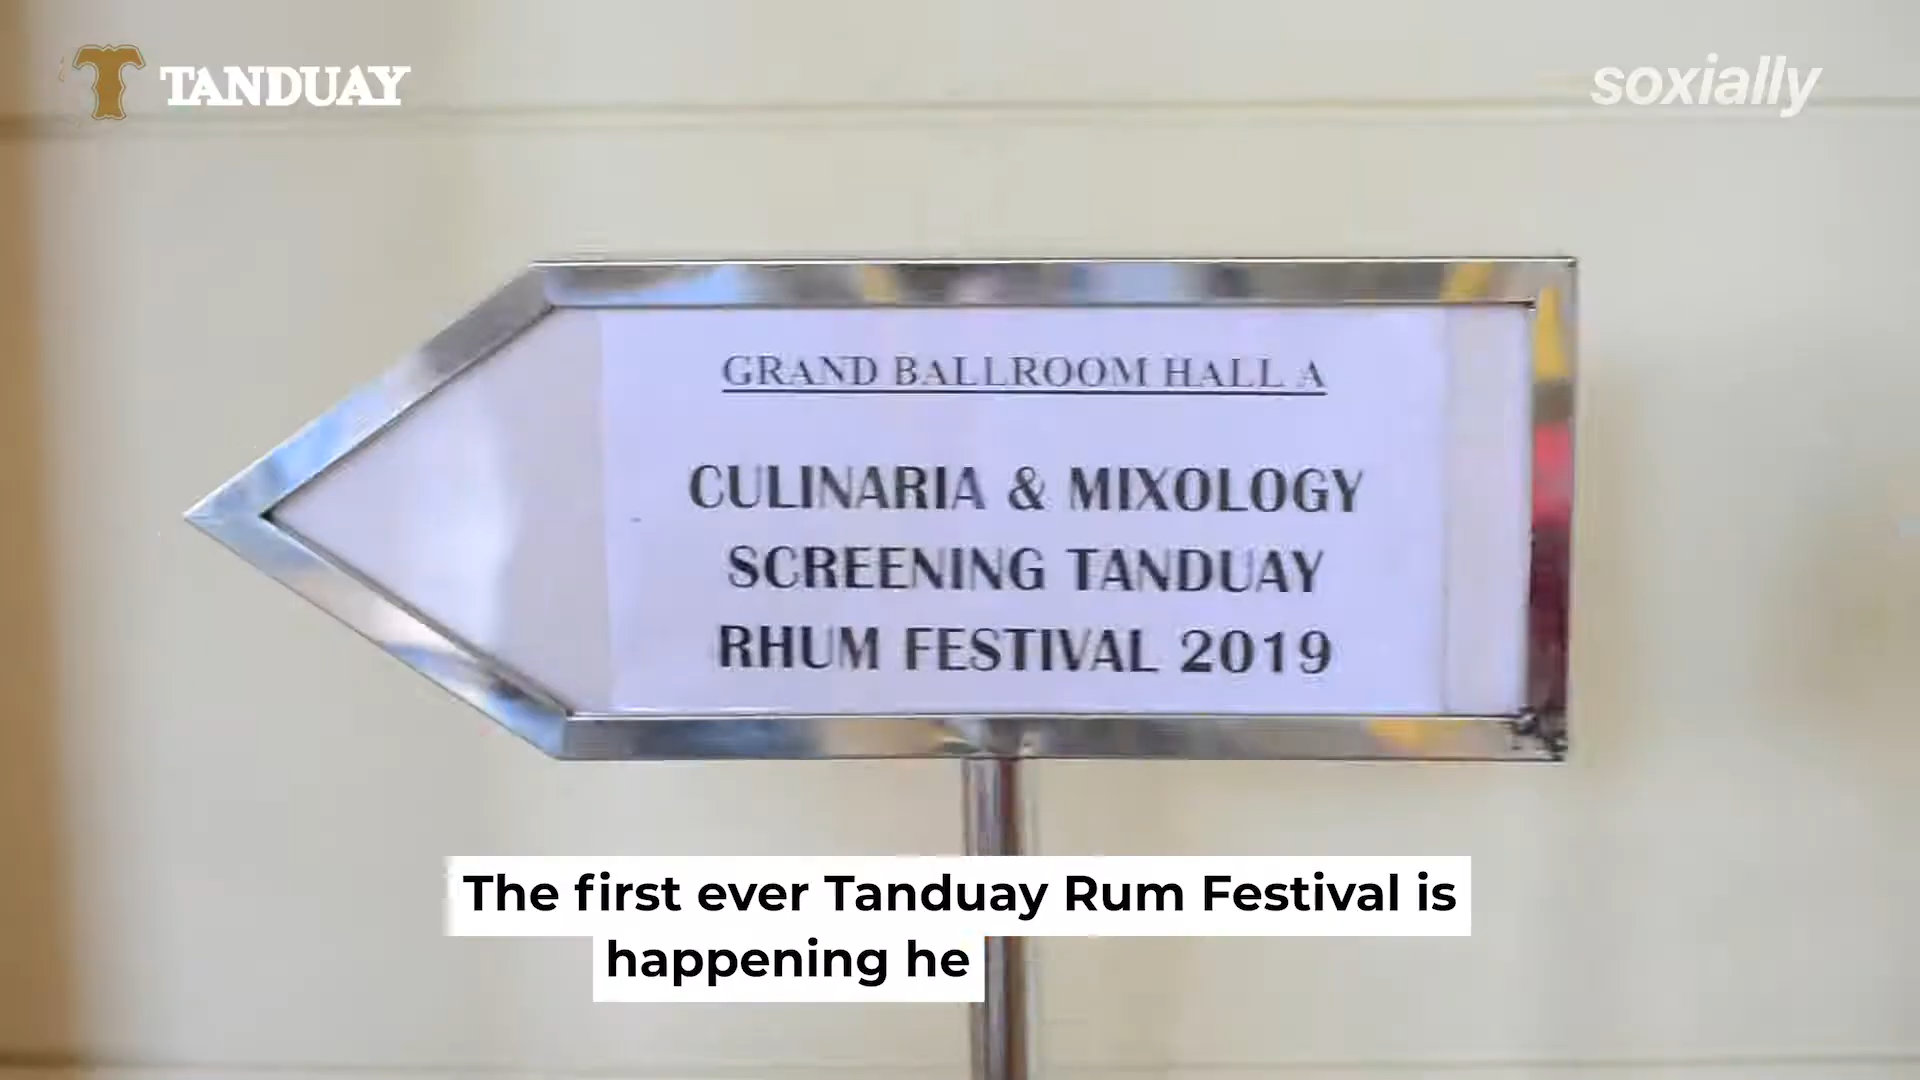 TANDUAY
soxially
GRAND BALLROOM HALL A
CULINARIA & MIXOLOGY
SCREENING TANDUAY
RHUM FESTIVAL 2019
The first ever Tanduay Rum Festival is
happening he